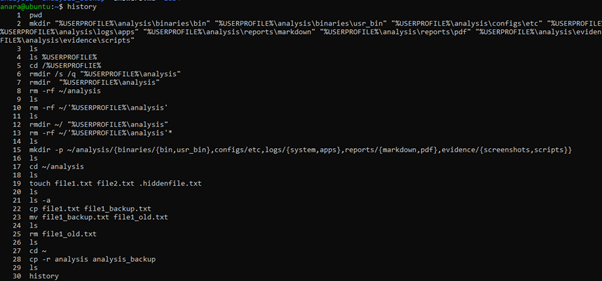 anara@ubuntu:~$ history
1 pwd
2 mkdir "%USERPROFILE%\analysis\binaries\bin" "%USERPROFILE%\analysis\binaries\usr_bin" "%USERPROFILE%\analysis\configs\etc" "%USE
%USERPROFILE%\analysis\logs\apps" "%USERPROFILE%\analysis\reports\markdown" "%USERPROFILE%\analysis\reports\pdf" "%USERPROFILE%\analysis\eviden
FILE%\analysis\evidence\scripts"
3 ls
4 ls %USERPROFILE%
5 cd /%USERPROFLIE%
6 rmdir /s /q "%USERPROFILE%\analysis"
7 rmdir "%USERPROFILE%\analysis"
8 rm -rf ~/analysis
9 ls
10 rm -rf ~/'%USERPROFILE%\analysis'
11 ls
12 rmdir ~/ "%USERPROFILE%\analysis"
13 rm -rf ~/'%USERPROFILE%\analysis'*
14 ls
15 mkdir -p ~/analysis/{binaries/{bin,usr_bin},configs/etc,logs/{system,apps},reports/{markdown,pdf},evidence/{screenshots,scripts}}
16 ls
17 cd ~/analysis
18 ls
19 touch file1.txt file2.txt .hiddenfile.txt
20 ls
21 ls -a
22 cp file1.txt file1_backup.txt
23 mv file1_backup.txt file1_old.txt
24 ls
25 rm file1_old.txt
26 ls
27 cd ~
28 cp -r analysis analysis_backup
29 ls
30 history